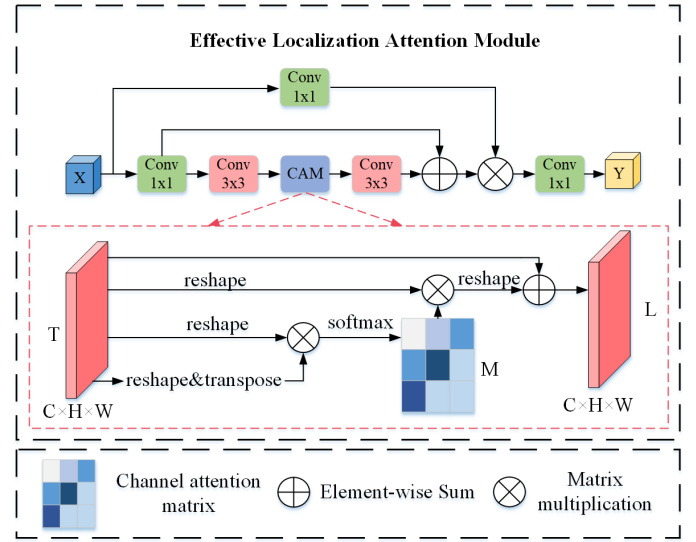 Effective Localization Attention Module
Conv
1x1
X
Conv
1x1
Conv
3x3
CAM
Conv
3x3
Conv
1x1
Y
T
reshape
reshape
reshape&transpose
softmax
reshape
M
L
C×H×W
C×H×W
Channel attention
matrix
Element-wise Sum
Matrix
multiplication